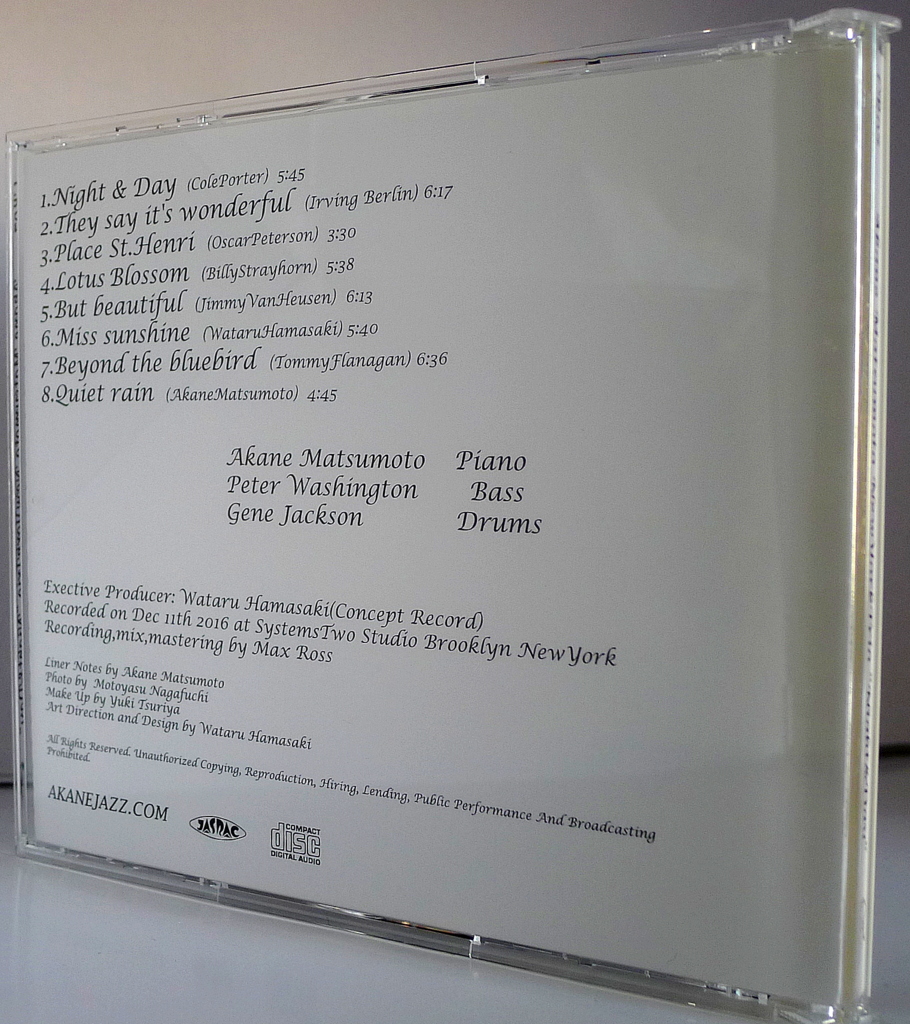 1.Night & Day (ColePorter) 5:45
2.They say it's wonderful (Irving Berlin) 6:17
3.Place St.Henri (OscarPeterson) 3:30
4.Lotus Blossom (BillyStrayhorn) 5:38
5.But beautiful (JimmyVanHeusen) 6:13
6.Miss sunshine (WataruHamasaki) 5:40
7.Beyond the bluebird (TommyFlanagan) 6:36
8.Quiet rain (AkaneMatsumoto) 4:45
Akane Matsumoto Piano
Peter Washington Bass
Gene Jackson Drums
Exective Producer: Wataru Hamasaki(Concept Record)
Recorded on Dec 11th 2016 at SystemsTwo Studio Brooklyn NewYork
Recording,mix,mastering by Max Ross
Liner Notes by Akane Matsumoto
Photo by Motoyasu Nagafuchi
Make Up by Yuki Tsuriya
Art Direction and Design by Wataru Hamasaki
All Rights Reserved. Unauthorized Copying, Reproduction, Hiring, Lending, Public Performance And Broadcasting
Prohibited.
AKANEJAZZ.COM
JASRAC
COMPACT
disc
DIGITAL AUDIO